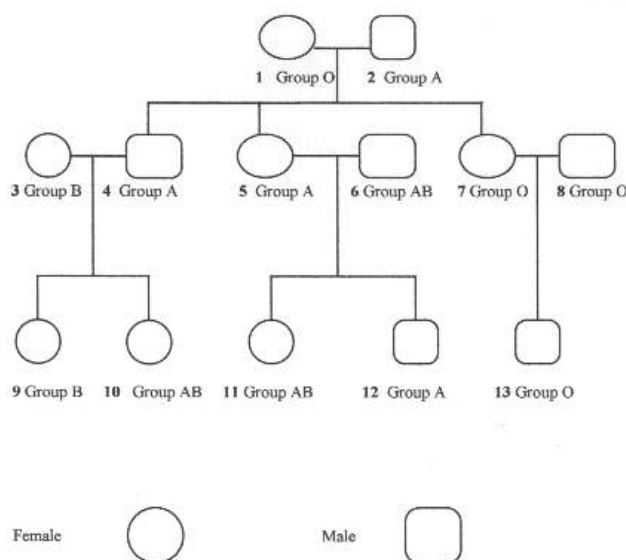 1 Group O 2 Group A
3 Group B 4 Group A 5 Group A 6 Group AB 7 Group O 8 Group O
9 Group B 10 Group AB 11 Group AB 12 Group A 13 Group O
Female Male